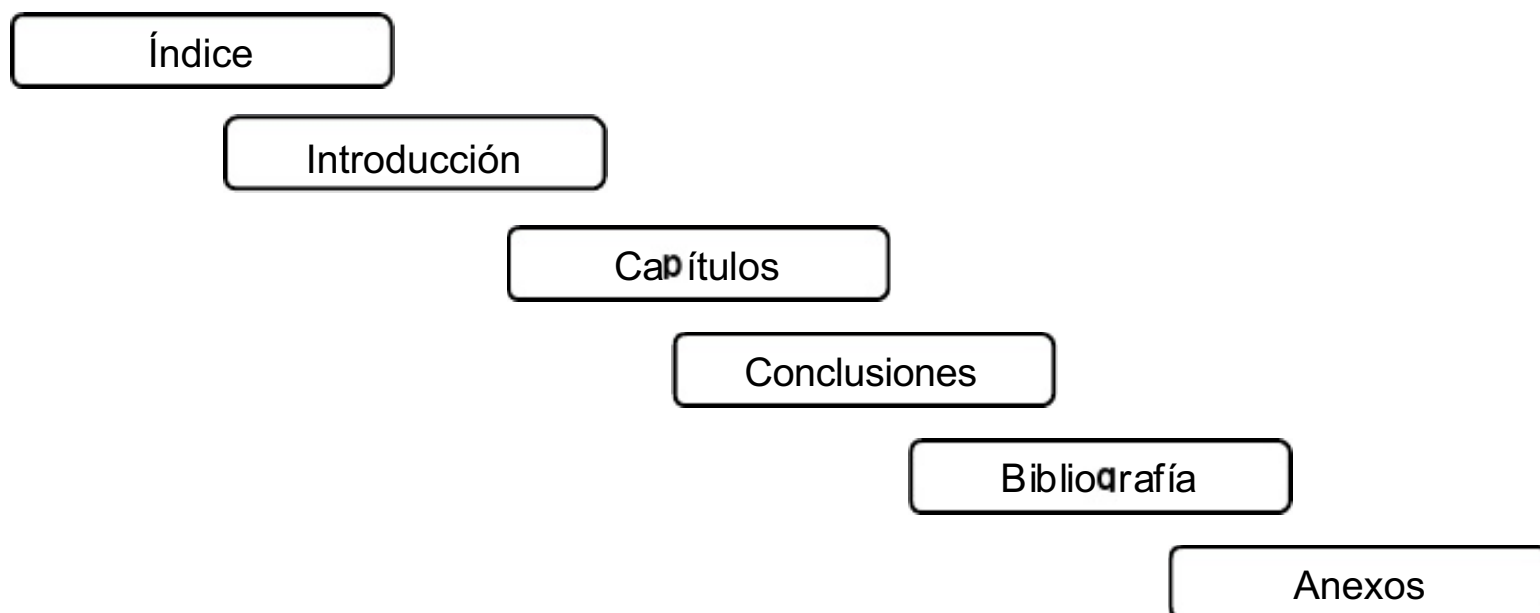 Índice
Introducción
Capítulos
Conclusiones
Bibliografía
Anexos